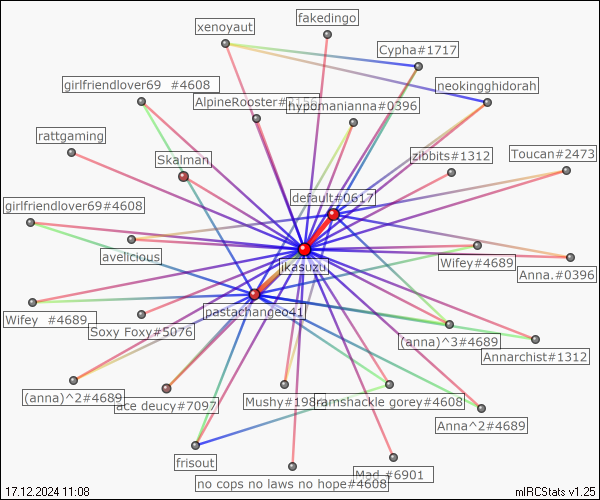 fakedingo
xenoyaut
Cypha#1717
girlfriendlover69 #4608
neokingghidorah
AlpineRooster#
hypomanianna#0396
rattgaming
Skalman
zibbits#1312
Toucan#2473
default#0617
girlfriendlover69#4608
avelicious
jkasuzu
Wifey#4689
Anna.#0396
pastachangeo41
Wifey #4689
Soxy Foxy#5076
(anna)^3#4689
Annarchist#1312
(anna)^2#4689
ace deucy#7097
ramshackle gorey#4608
Anna^2#4689
frisout
Mad #6901
no cops no laws no hope#4608
17.12.2024 11:08
mIRCStats v1.25